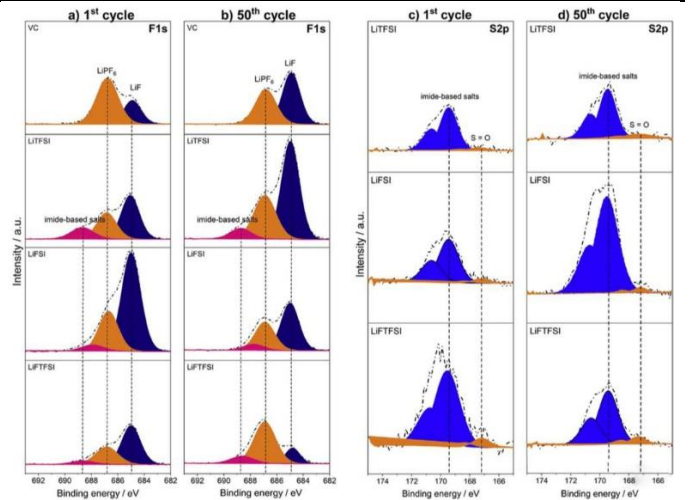 a) 1st cycle
b) 50th cycle
c) 1st cycle
d) 50th cycle
VC
F1s
LiPF6
LiF
F1s
LiPF6
LiF
LiTFSI
imide-based salts
LiTFSI
imide-based salts
LiFSI
LiFSI
LiFTFSI
LiFTFSI
Intensity / a.u.
692 690 688 686 684 682
692 690 688 686 684 682
Binding energy / eV
Binding energy / eV
LiTFSI
S2p
imide-based salts
S = O
LiTFSI
S2p
imide-based salts
S = O
LiFSI
LiFSI
LiFTFSI
LiFTFSI
Intensity / a.u.
174 172 170 168 166
174 172 170 168 166
Binding energy / eV
Binding energy / eV